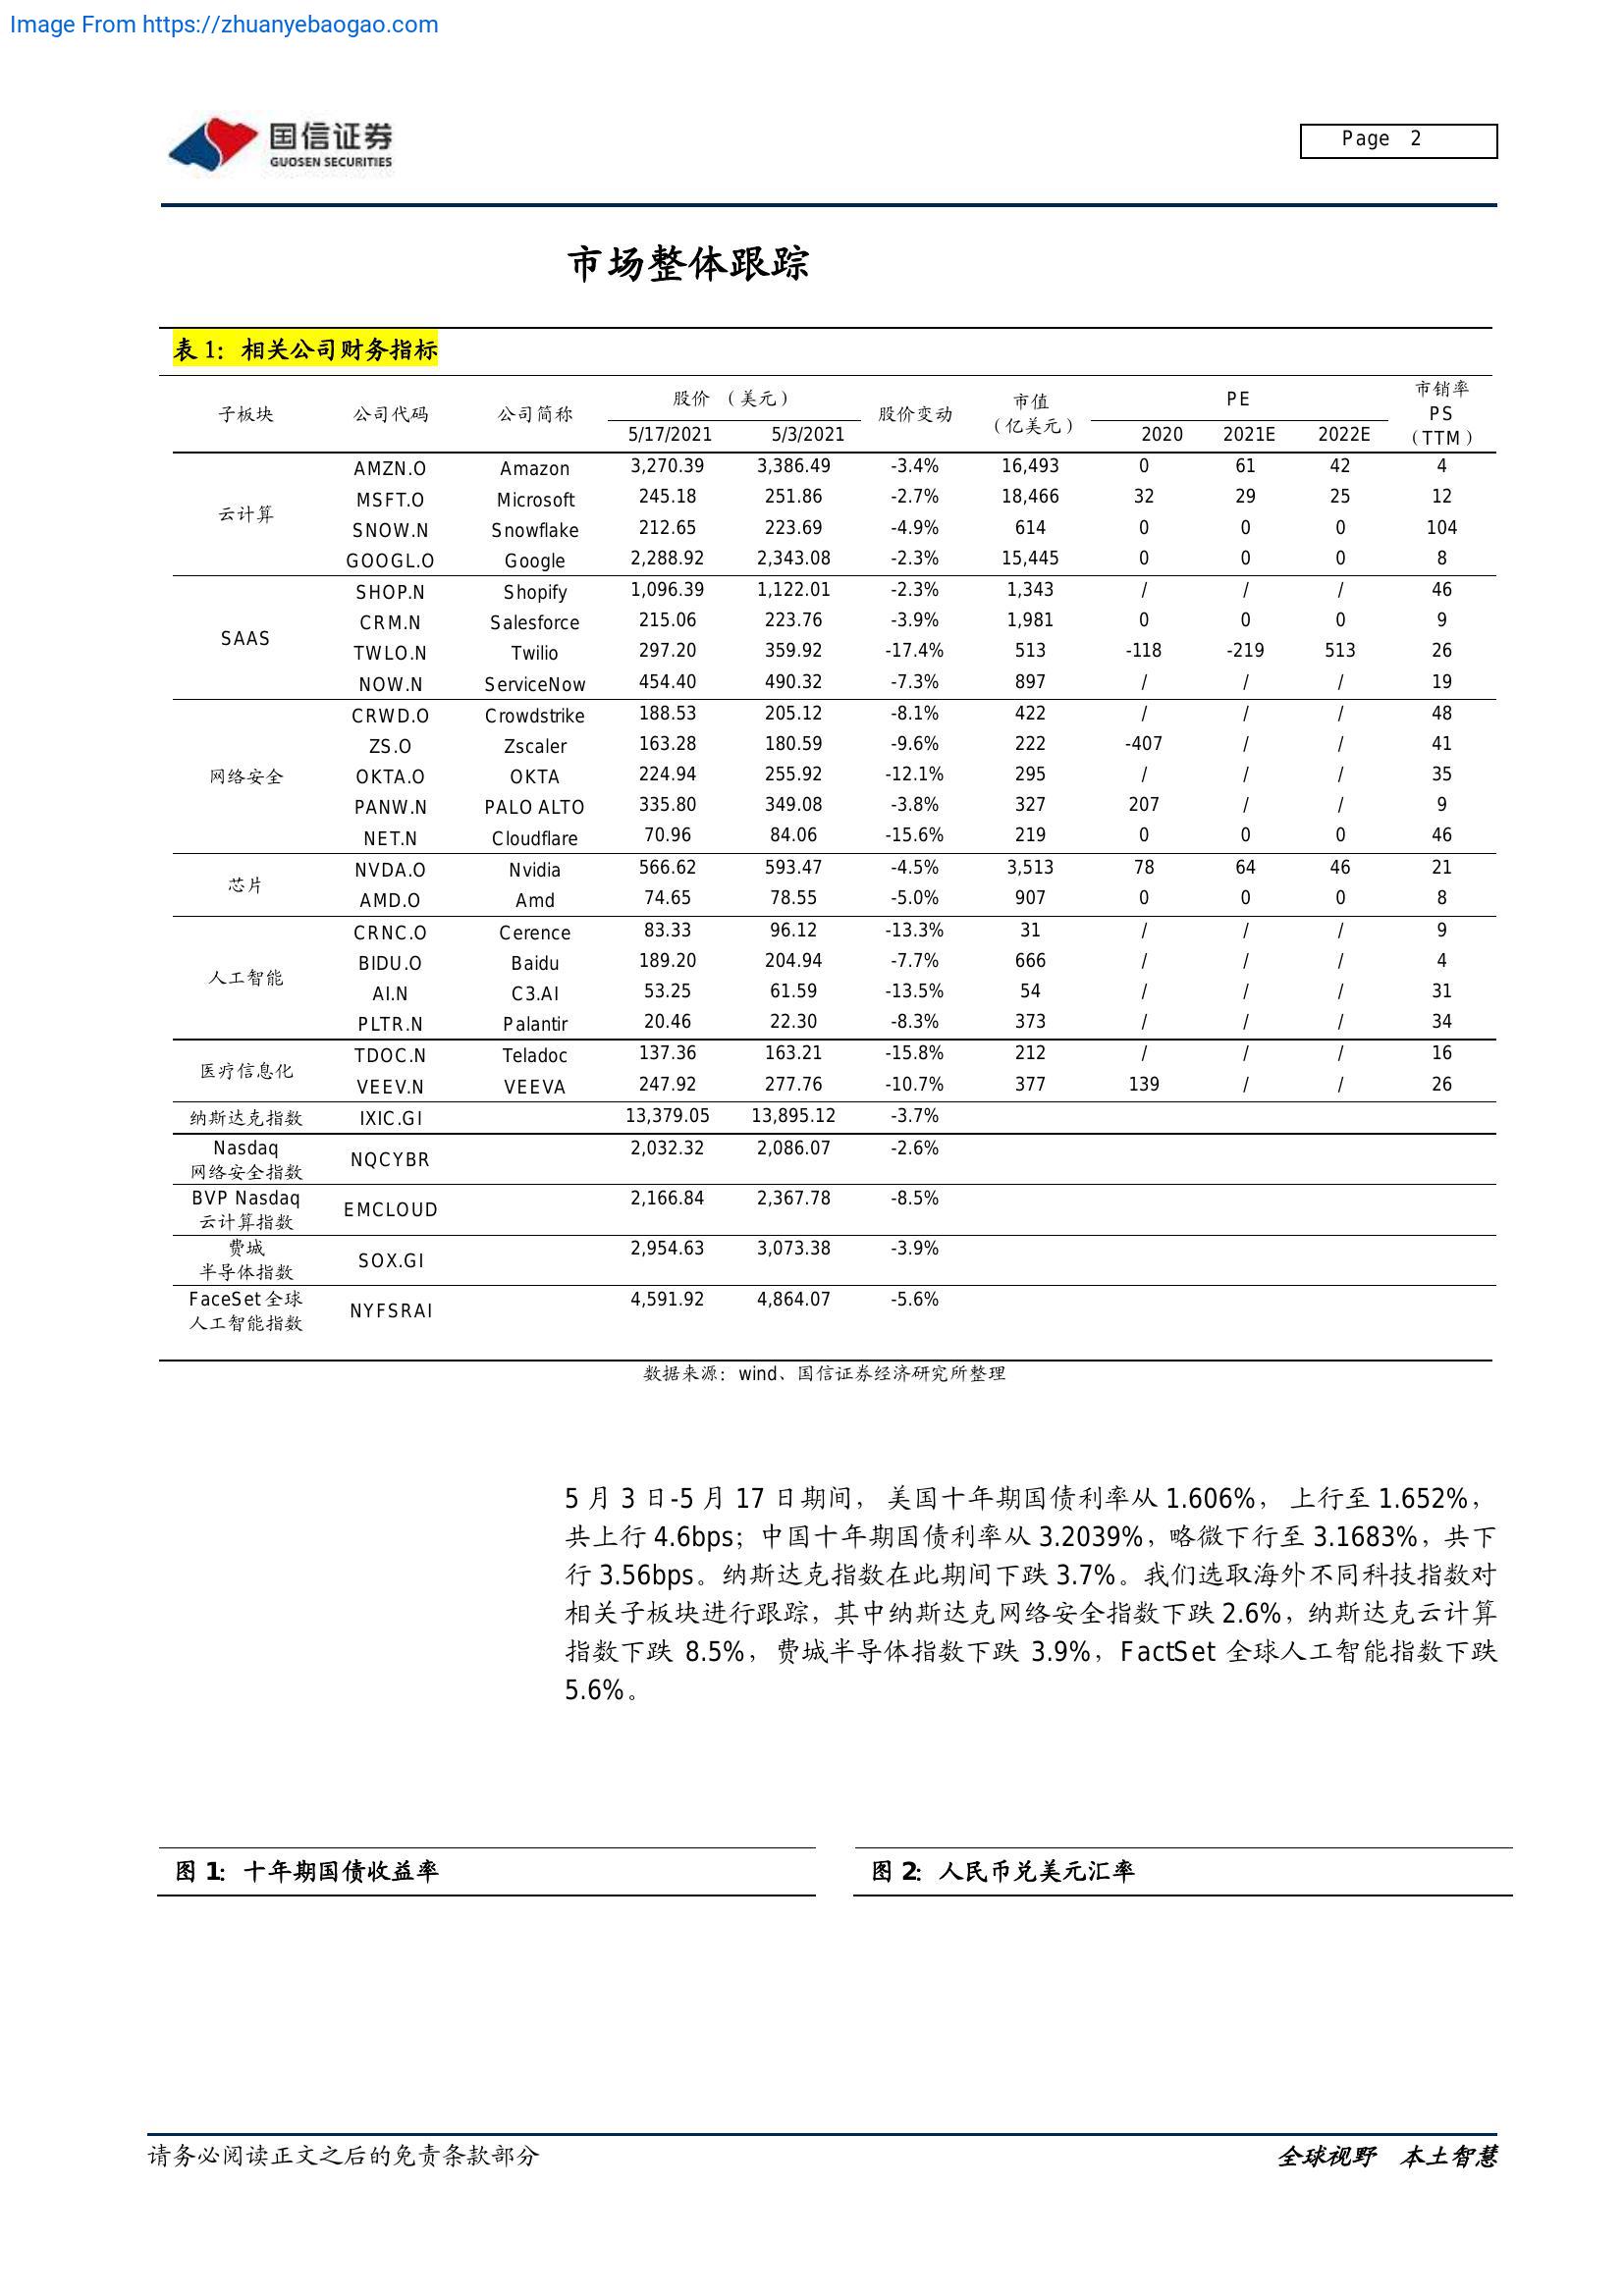 Image From https://zhuanyebaogao.com
国信证券
GUOSEN SECURITIES
Page 2
市场整体跟踪
表 1：相关公司财务指标
子板块 公司代码 公司简称 股价 （美元） 股价变动 市值（亿美元） PE 市销率 PS（TTM）
5/17/2021 5/3/2021 2020 2021E 2022E
云计算
AMZN.O Amazon 3,270.39 3,386.49 -3.4% 16,493 0 61 42 4
MSFT.O Microsoft 245.18 251.86 -2.7% 18,466 32 29 25 12
SNOW.N Snowflake 212.65 223.69 -4.9% 614 0 0 0 104
GOOGL.O Google 2,288.92 2,343.08 -2.3% 15,445 0 0 0 8
SAAS
SHOP.N Shopify 1,096.39 1,122.01 -2.3% 1,343 / / / 46
CRM.N Salesforce 215.06 223.76 -3.9% 1,981 0 0 0 9
TWLO.N Twilio 297.20 359.92 -17.4% 513 -118 -219 513 26
NOW.N ServiceNow 454.40 490.32 -7.3% 897 / / / 19
网络安全
CRWD.O Crowdstrike 188.53 205.12 -8.1% 422 / / / 48
ZS.O Zscaler 163.28 180.59 -9.6% 222 -407 / / 41
OKTA.O OKTA 224.94 255.92 -12.1% 295 / / / 35
PANW.N PALO ALTO 335.80 349.08 -3.8% 327 207 / / 9
NET.N Cloudflare 70.96 84.06 -15.6% 219 0 0 0 46
芯片
NVDA.O Nvidia 566.62 593.47 -4.5% 3,513 78 64 46 21
AMD.O Amd 74.65 78.55 -5.0% 907 0 0 0 8
人工智能
CRNC.O Cerence 83.33 96.12 -13.3% 31 / / / 9
BIDU.O Baidu 189.20 204.94 -7.7% 666 / / / 4
AI.N C3.AI 53.25 61.59 -13.5% 54 / / / 31
PLTR.N Palantir 20.46 22.30 -8.3% 373 / / / 34
医疗信息化
TDOC.N Teladoc 137.36 163.21 -15.8% 212 / / / 16
VEEV.N VEEVA 247.92 277.76 -10.7% 377 139 / / 26
纳斯达克指数 IXIC.GI 13,379.05 13,895.12 -3.7%
Nasdaq
网络安全指数 NQCYBR 2,032.32 2,086.07 -2.6%
BVP Nasdaq
云计算指数 EMCLOUD 2,166.84 2,367.78 -8.5%
费城
半导体指数 SOX.GI 2,954.63 3,073.38 -3.9%
FaceSet 全球
人工智能指数 NYFSRAI 4,591.92 4,864.07 -5.6%
数据来源：wind、国信证券经济研究所整理
5 月 3 日-5 月 17 日期间， 美国十年期国债利率从 1.606%， 上行至 1.652%，
共上行 4.6bps；中国十年期国债利率从 3.2039%，略微下行至 3.1683%，共下
行 3.56bps。纳斯达克指数在此期间下跌 3.7%。我们选取海外不同科技指数对
相关子板块进行跟踪，其中纳斯达克网络安全指数下跌 2.6%，纳斯达克云计算
指数下跌 8.5%，费城半导体指数下跌 3.9%，FactSet 全球人工智能指数下跌
5.6%。
图 1：十年期国债收益率
图 2：人民币兑美元汇率
请务必阅读正文之后的免责条款部分
全球视野 本土智慧